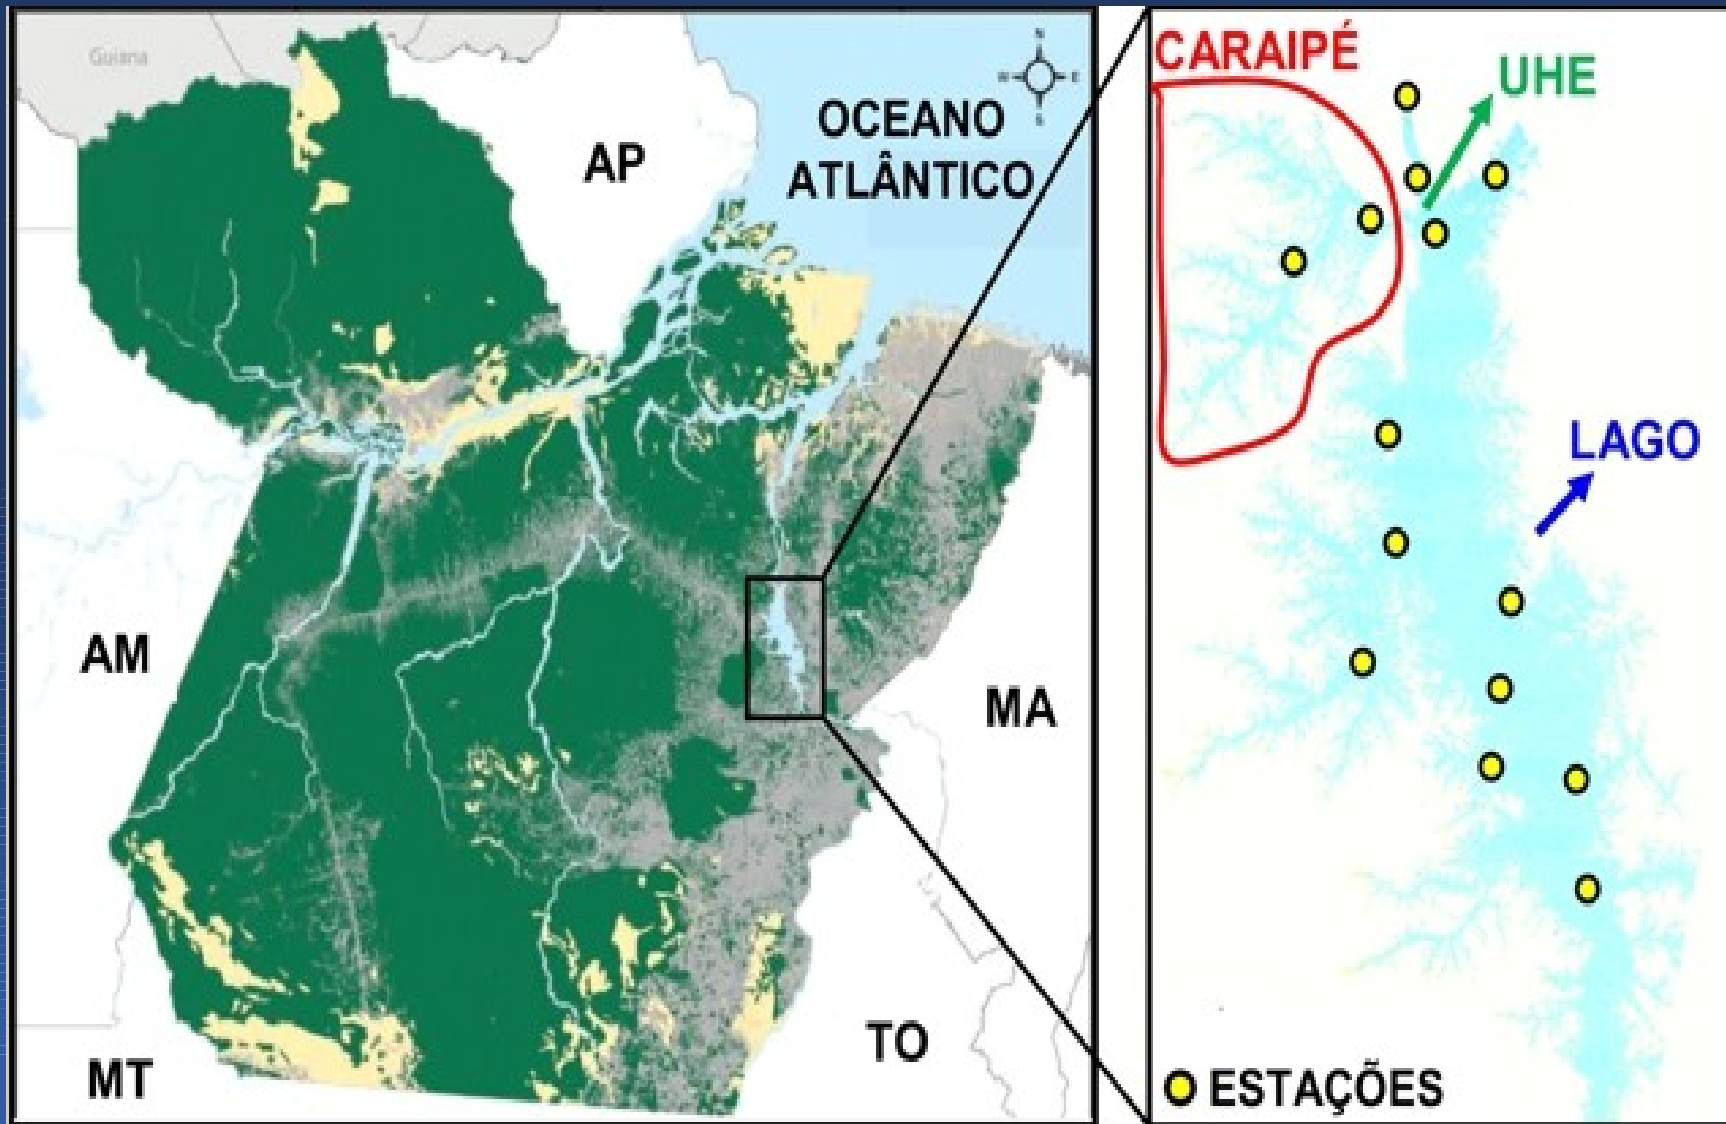 Guiana
AP
OCEANO
ATLÂNTICO
N
W
E
S
AM
MA
MT
TO
CARAIPÉ
UHE
LAGO
ESTAÇÕES